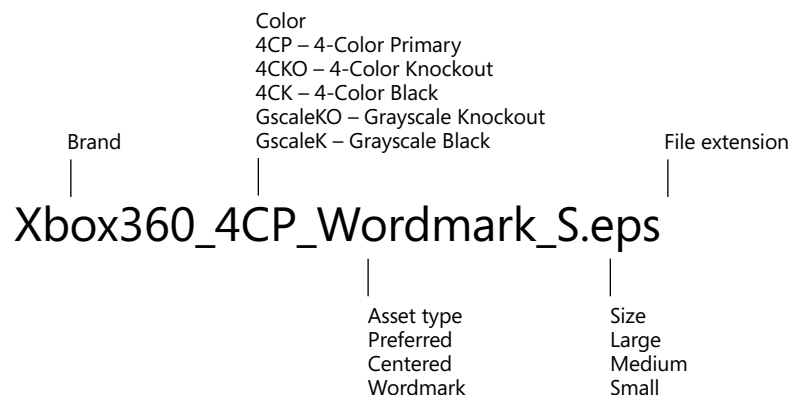 Color
4CP – 4-Color Primary
4CKO – 4-Color Knockout
4CK – 4-Color Black
GscaleKO – Grayscale Knockout
GscaleK – Grayscale Black
Brand
File extension
Xbox360_4CP_Wordmark_S.eps
Asset type
Preferred
Centered
Wordmark
Size
Large
Medium
Small